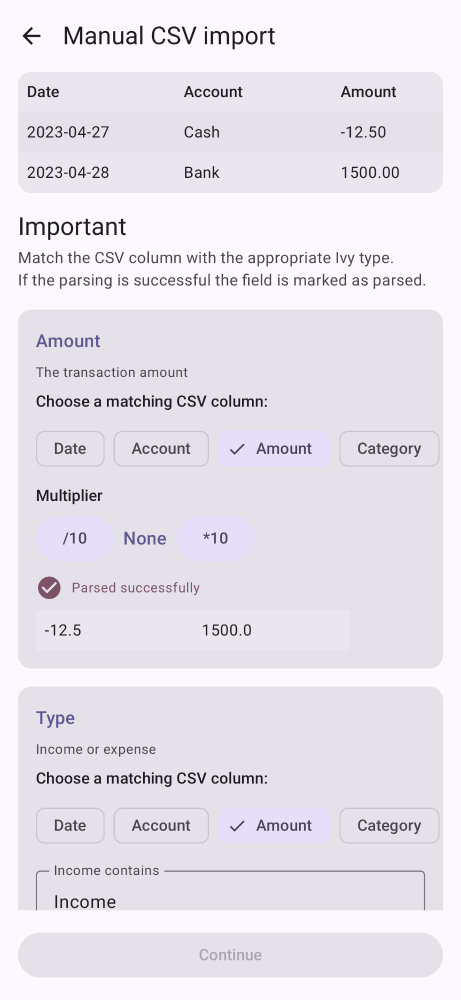 Manual CSV import
Date Account Amount
2023-04-27 Cash -12.50
2023-04-28 Bank 1500.00
Important
Match the CSV column with the appropriate Ivy type.
If the parsing is successful the field is marked as parsed.
Amount
The transaction amount
Choose a matching CSV column:
Date Account Amount Category
Multiplier
/10 None *10
Parsed successfully
-12.5 1500.0
Type
Income or expense
Choose a matching CSV column:
Date Account Amount Category
Income contains
Income
Continue